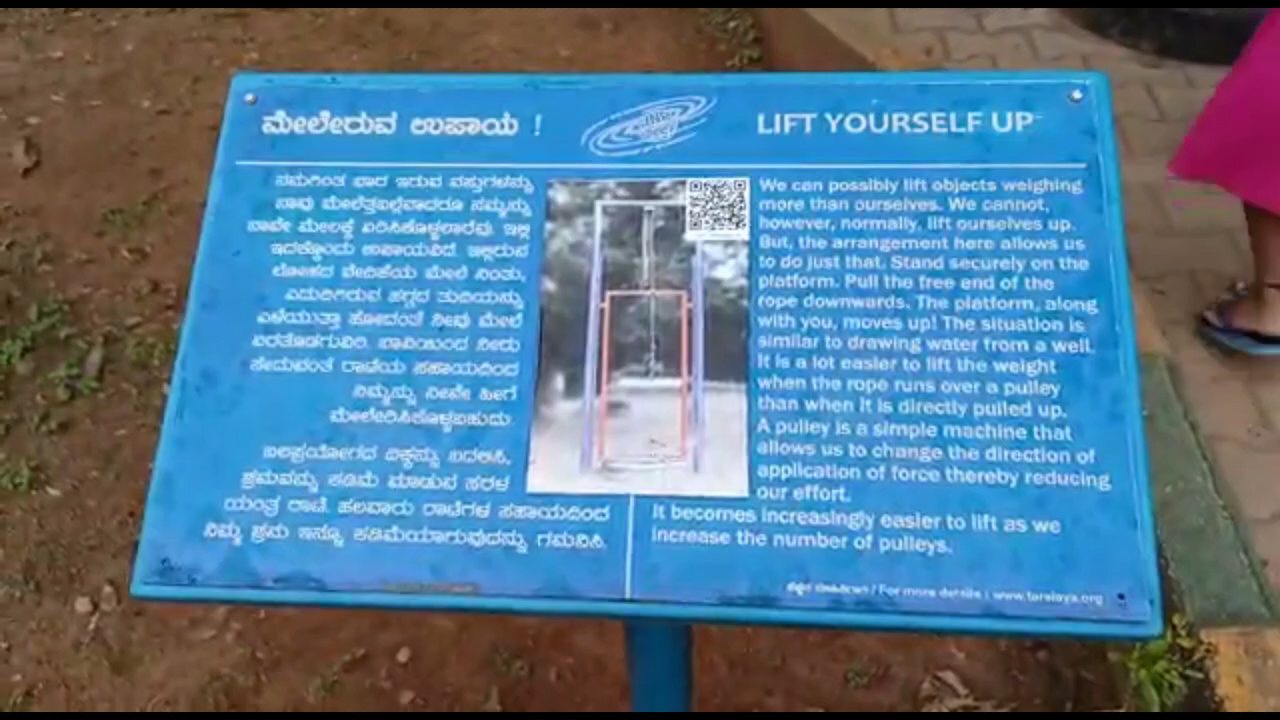 ಮೇಲೇರುವ ಉಪಾಯ !
LIFT YOURSELF UP
ನಮಗಿಂತ ಭಾರ ಇರುವ ವಸ್ತುಗಳನ್ನು
ನಾವು ಮೇಲೆತ್ತಬಲ್ಲೆವಾದರೂ ನಮ್ಮನ್ನು
ನಾವೇ ಮೇಲಕ್ಕೆ ಏರಿಸಿಕೊಳ್ಳಲಾರೆವು. ಇಲ್ಲಿ
ಇದಕ್ಕೊಂದು ಉಪಾಯವಿದೆ. ಇಲ್ಲಿರುವ
ಲೋಹದ ವೇದಿಕೆಯ ಮೇಲೆ ನಿಂತು,
ಎದುರಿಗಿರುವ ಹಗ್ಗದ ತುದಿಯನ್ನು
ಎಳೆಯುತ್ತಾ ಹೋದಂತೆ ನೀವು ಮೇಲೆ
ಏರತೊಡಗುವಿರಿ. ಬಾವಿಯಿಂದ ನೀರು
ಸೇದುವಂತೆ ರಾಟೆಯ ಸಹಾಯದಿಂದ
ನಿಮ್ಮನ್ನು ನೀವೇ ಹೀಗೆ
ಮೇಲೇರಿಸಿಕೊಳ್ಳಬಹುದು.
ಬಲಪ್ರಯೋಗದ ದಿಕ್ಕನ್ನು ಬದಲಿಸಿ,
ಶ್ರಮವನ್ನು ಕಡಿಮೆ ಮಾಡುವ ಸರಳ
ಯಂತ್ರ ರಾಟೆ. ಹಲವಾರು ರಾಟೆಗಳ ಸಹಾಯದಿಂದ
ನಿಮ್ಮ ಶ್ರಮ ಇನ್ನೂ ಕಡಿಮೆಯಾಗುವುದನ್ನು ಗಮನಿಸಿ.
We can possibly lift objects weighing
more than ourselves. We cannot,
however, normally, lift ourselves up.
But, the arrangement here allows us
to do just that. Stand securely on the
platform. Pull the free end of the
rope downwards. The platform, along
with you, moves up! The situation is
similar to drawing water from a well.
It is a lot easier to lift the weight
when the rope runs over a pulley
than when it is directly pulled up.
A pulley is a simple machine that
allows us to change the direction of
application of force thereby reducing
our effort.
It becomes increasingly easier to lift as we
increase the number of pulleys.
/ For more details : www.taralaya.org